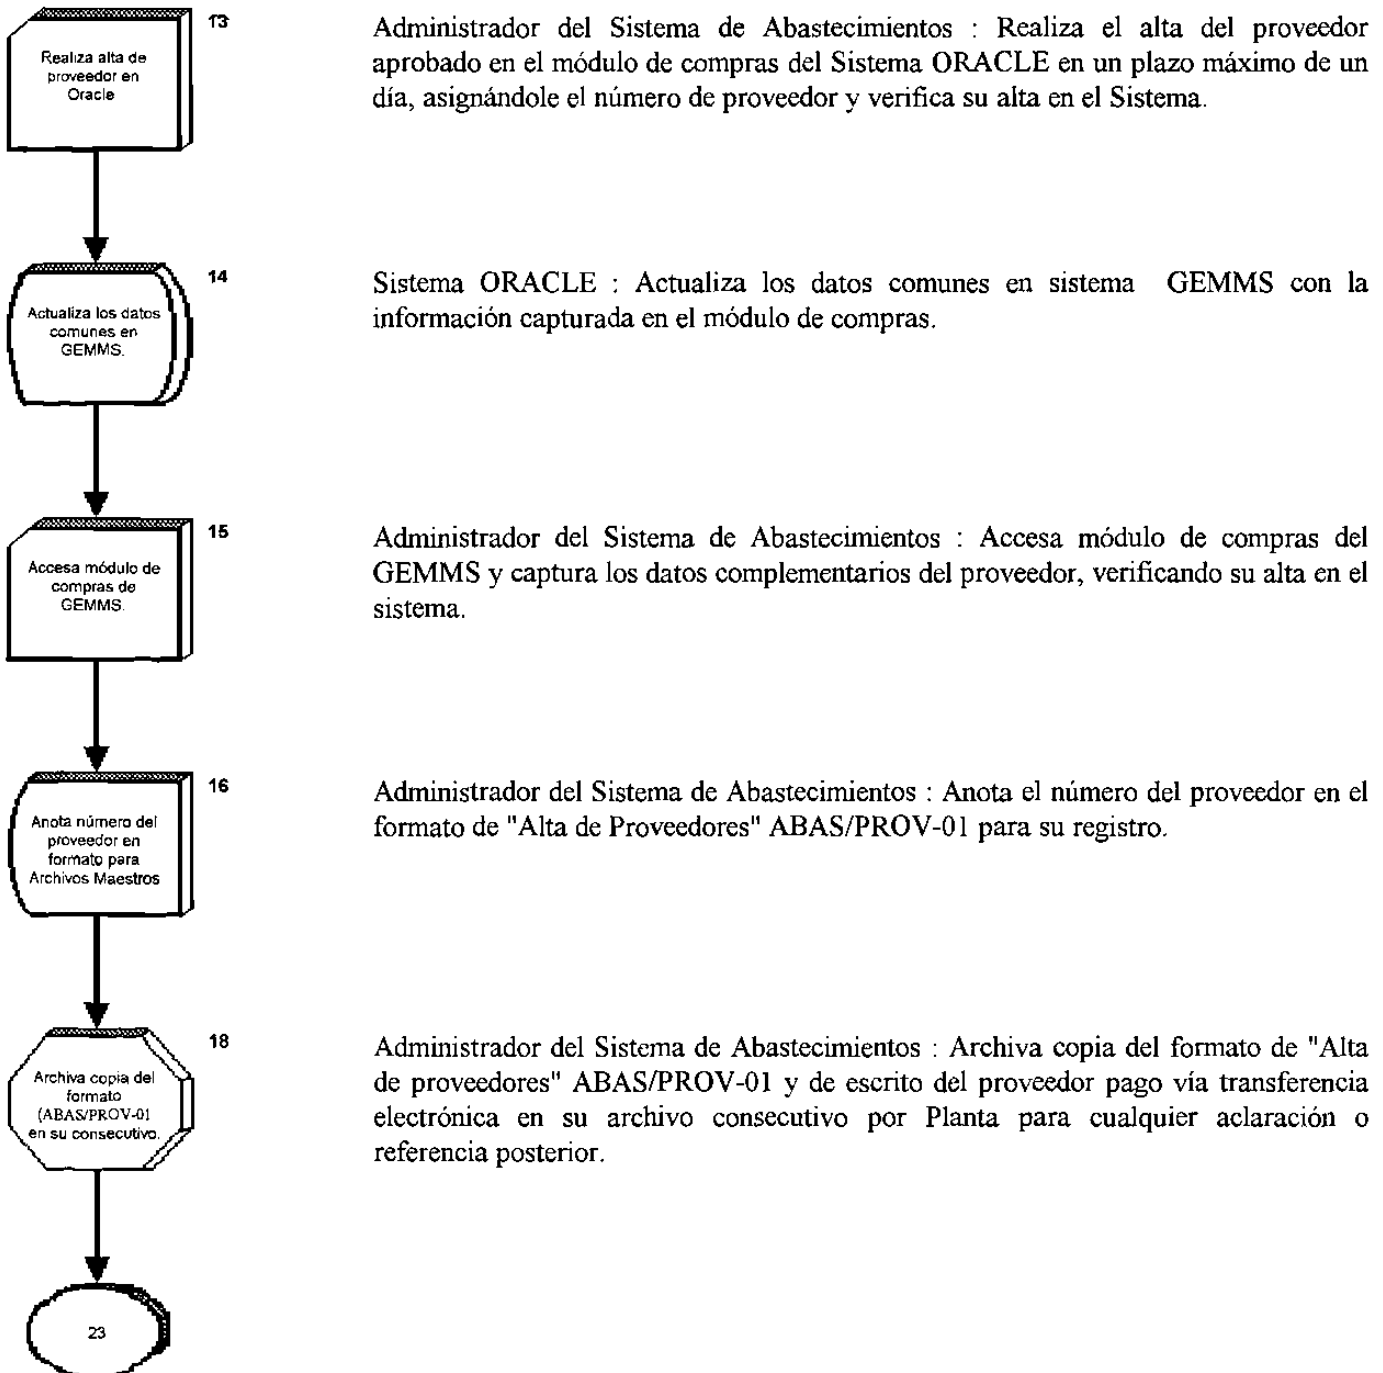 13
Realiza alta de
proveedor en
Oracle
Administrador del Sistema de Abastecimientos : Realiza el alta del proveedor
aprobado en el módulo de compras del Sistema ORACLE en un plazo máximo de un
día, asignándole el número de proveedor y verifica su alta en el Sistema.
14
Actualiza los datos
comunes en
GEMMS.
Sistema ORACLE : Actualiza los datos comunes en sistema GEMMS con la
información capturada en el módulo de compras.
15
Accesa módulo de
compras de
GEMMS.
Administrador del Sistema de Abastecimientos : Accesa módulo de compras del
GEMMS y captura los datos complementarios del proveedor, verificando su alta en el
sistema.
16
Anota número del
proveedor en
formato para
Archivos Maestros
Administrador del Sistema de Abastecimientos : Anota el número del proveedor en el
formato de "Alta de Proveedores" ABAS/PROV-01 para su registro.
18
Archiva copia del
formato
(ABAS/PROV-01
en su consecutivo.
Administrador del Sistema de Abastecimientos : Archiva copia del formato de "Alta
de proveedores" ABAS/PROV-01 y de escrito del proveedor pago vía transferencia
electrónica en su archivo consecutivo por Planta para cualquier aclaración o
referencia posterior.
23